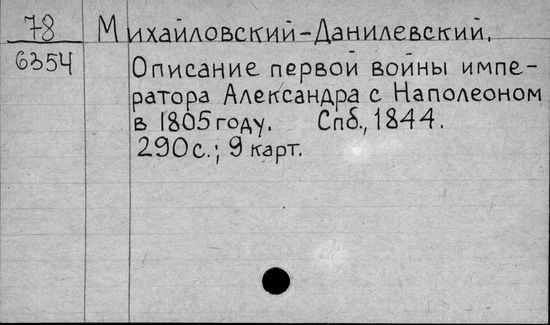 78 Михайловский-Данилевский.
6354 Описание первой войны импе-
ратора Александра с Наполеоном
в 1805 году. Спб., 1844.
290 с.; 9 карт.